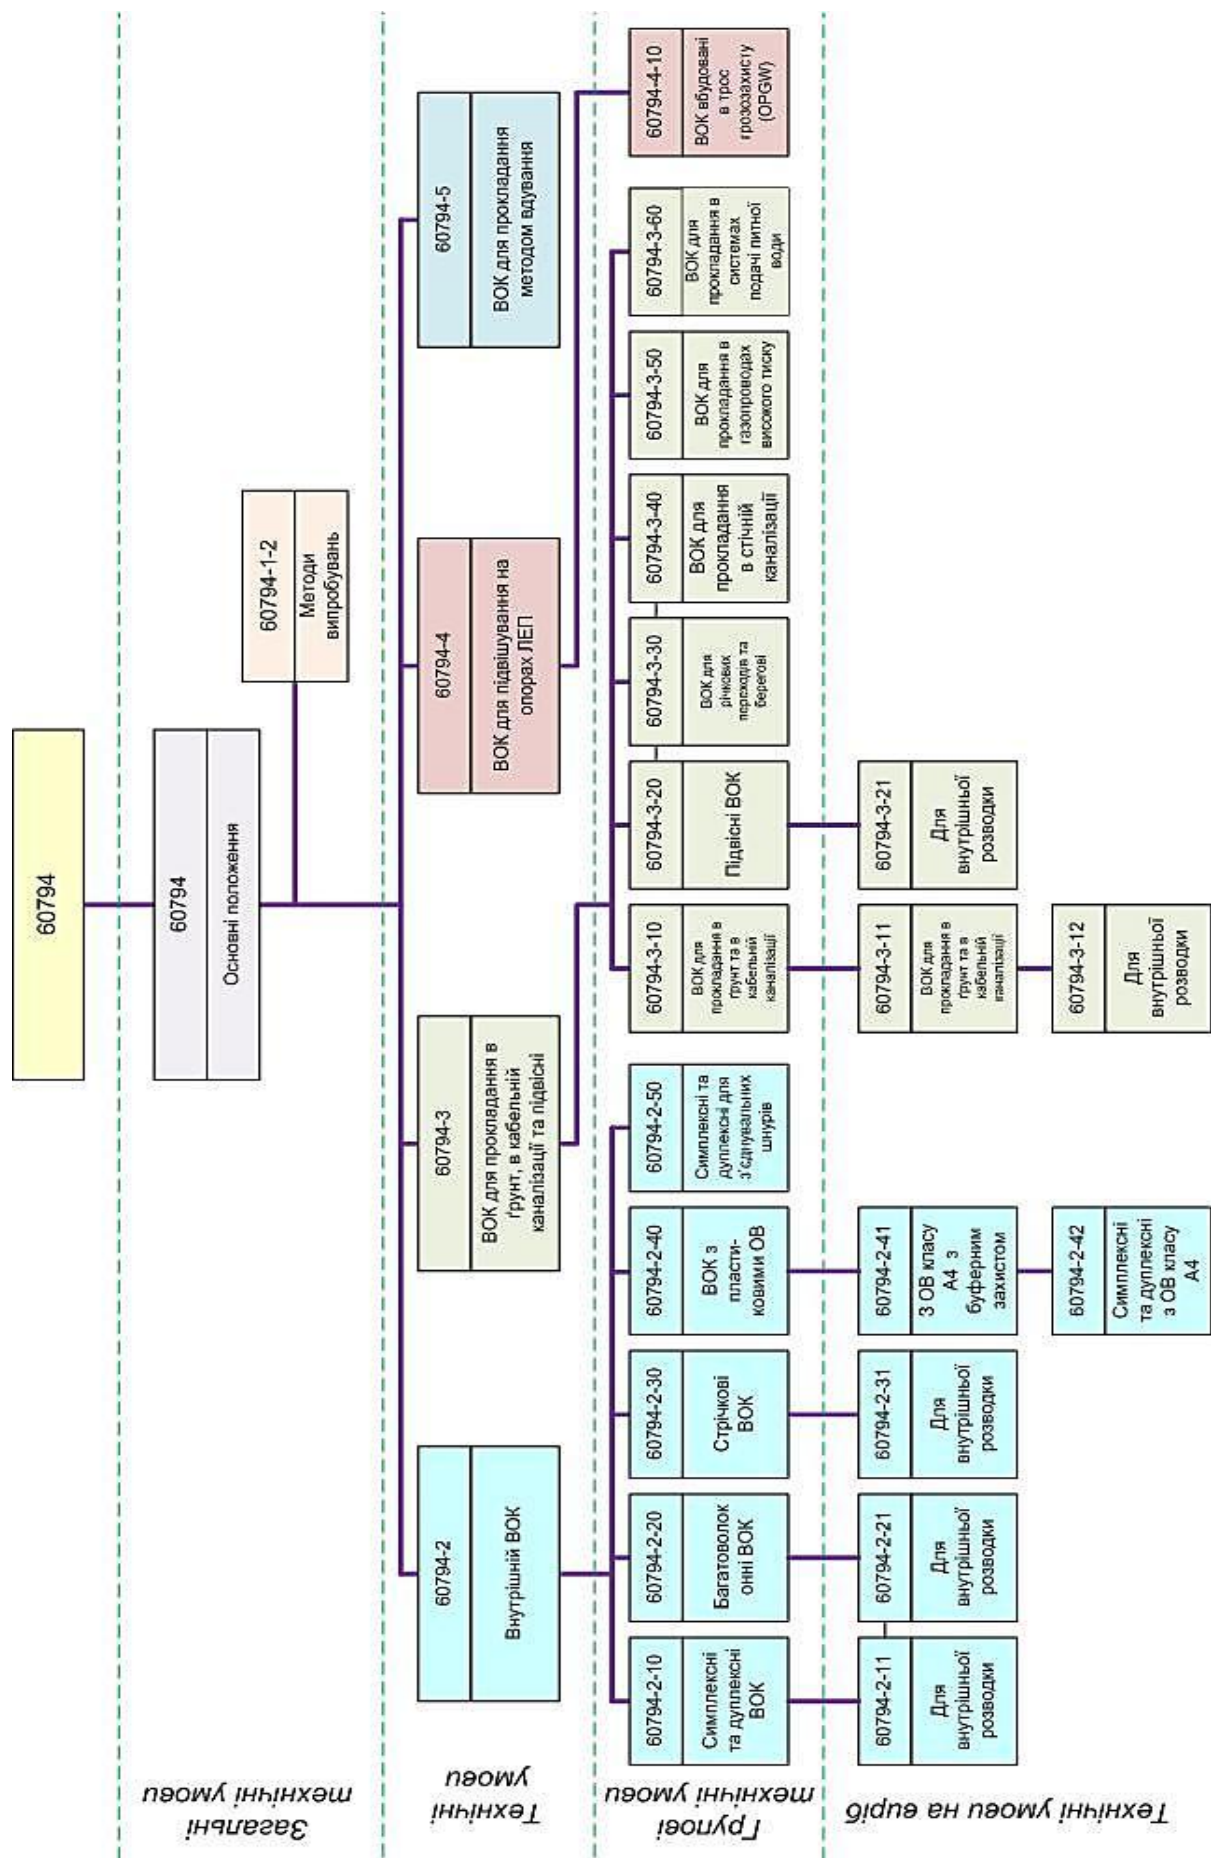 60794
Загальні
технічні умови
60794
Основні положення
60794-1-2
Методи
випробувань
Технічні
умови
60794-2
Внутрішній ВОК
60794-3
ВОК для прокладання в
ґрунт, в кабельній
каналізації та підвісні
60794-4
ВОК для підвішування на
опорах ЛЕП
60794-5
ВОК для прокладання
методом вдування
Групові
технічні умови
60794-2-10
Симплексні
та дуплексні
ВОК
60794-2-20
Багатоволок
онні ВОК
60794-2-30
Стрічкові
ВОК
60794-2-40
ВОК з
пласти-
ковими ОВ
60794-2-50
Симплексні та
дуплексні для
з'єднувальних
шнурів
60794-3-10
ВОК для
прокладання в
ґрунт та в
кабельній
каналізації
60794-3-20
Підвісні ВОК
60794-3-30
ВОК для
річкових
переходів та
берегові
60794-3-40
ВОК для
прокладання
в стічній
каналізації
60794-3-50
ВОК для
прокладання в
газопроводах
високого тиску
60794-3-60
ВОК для
прокладання в
системах
подачі питної
води
60794-4-10
ВОК вбудовані
в трос
грозозахисту
(OPGW)
Технічні умови на виріб
60794-2-11
Для
внутрішньої
розводки
60794-2-21
Для
внутрішньої
розводки
60794-2-31
Для
внутрішньої
розводки
60794-2-41
З ОВ класу
А4 з
буферним
захистом
60794-3-11
ВОК для
прокладання в
ґрунт та в
кабельній
каналізації
60794-3-21
Для
внутрішньої
розводки
60794-2-42
Симплексні
та дуплексні
з ОВ класу
А4
60794-3-12
Для
внутрішньої
розводки